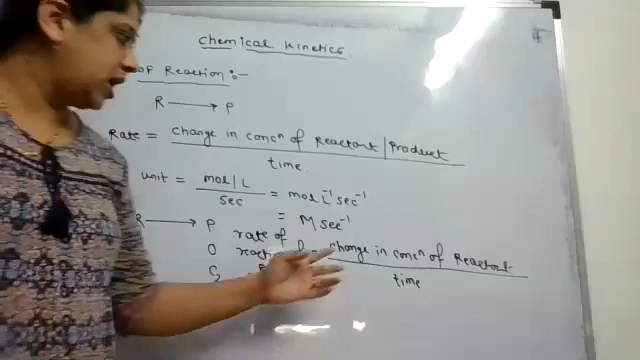 Chemical Kinetics
OF Reaction :-
R → P
Rate = Change in Concn of Reactant | Product
time
unit = mol/L = mol L-1 sec-1
sec
= M sec-1
R → P
rate of
0 change in concn of Reactant
time